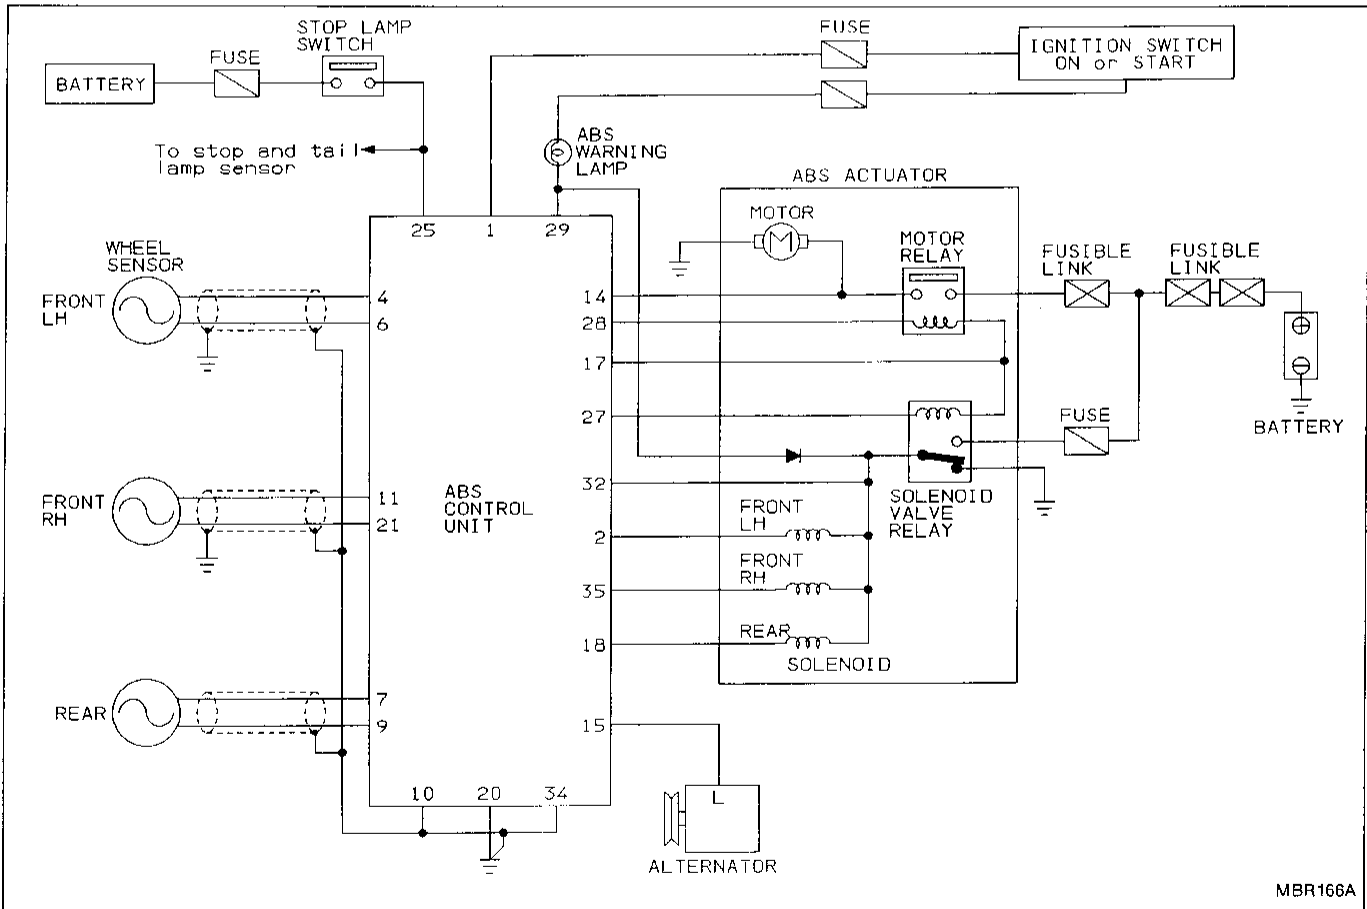 STOP LAMP
SWITCH
FUSE
BATTERY
FUSE
IGNITION SWITCH
ON or START
To stop and tail
lamp sensor
ABS
WARNING
LAMP
ABS ACTUATOR
25
1
29
MOTOR
M
MOTOR
RELAY
FUSIBLE
LINK
FUSIBLE
LINK
WHEEL
SENSOR
FRONT
LH
4
6
14
28
17
27
FUSE
BATTERY
FRONT
RH
11
21
ABS
CONTROL
UNIT
32
SOLENOID
VALVE
RELAY
FRONT
LH
2
FRONT
RH
35
REAR
18
SOLENOID
REAR
7
9
15
10
20
34
L
ALTERNATOR
MBR166A